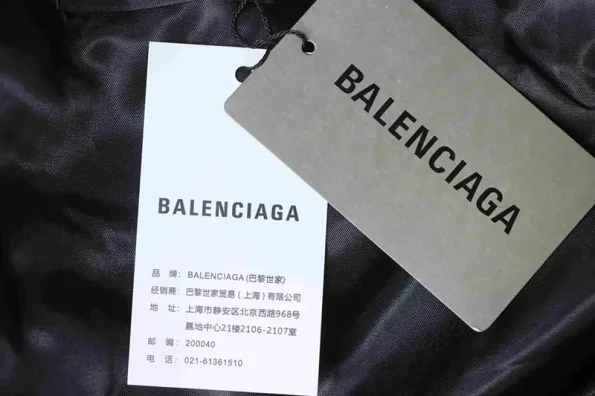 BALENCIAGA
BALENCIAGA
品 牌: BALENCIAGA(巴黎世家)
经销商: 巴黎世家贸易(上海)有限公司
地 址: 上海市静安区北京西路968号
嘉地中心21楼2106-2107室
邮 编: 200040
电 话: 021-61361510